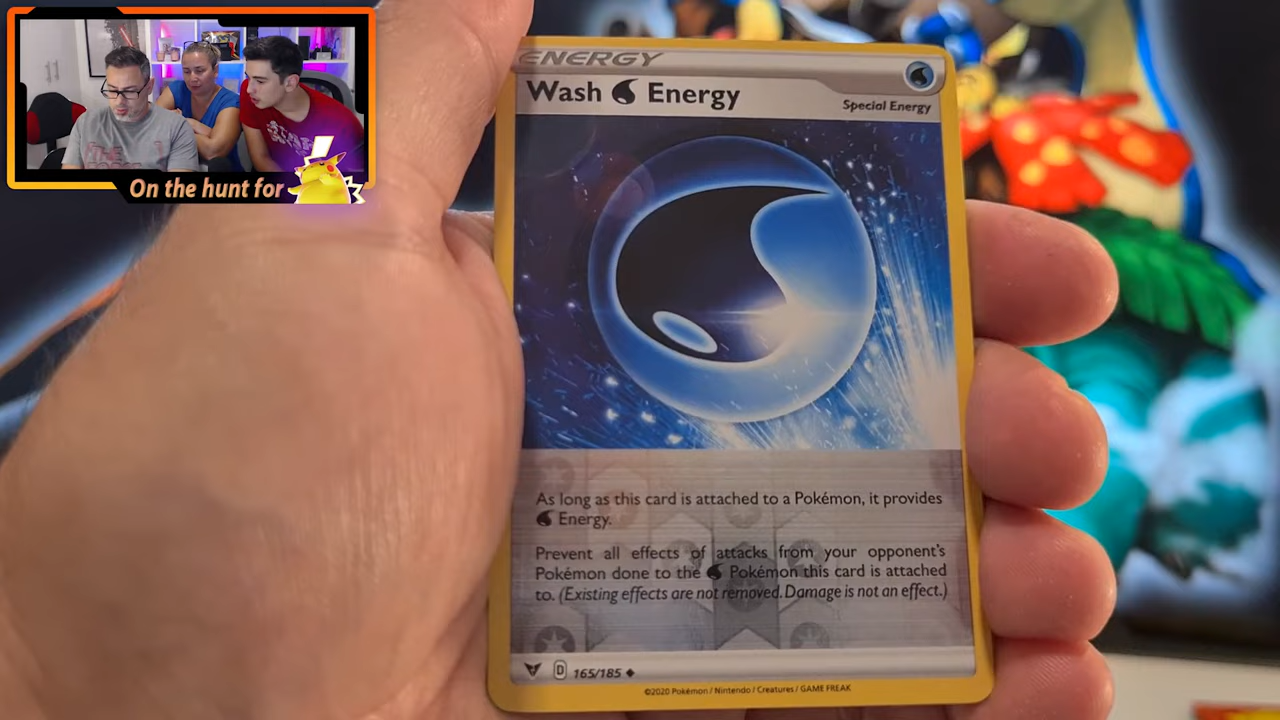 On the hunt for
ENERGY
Wash Energy
Special Energy
As long as this card is attached to a Pokémon, it provides
Energy.
Prevent all effects of attacks from your opponent's
Pokémon done to the Pokémon this card is attached
to. (Existing effects are not removed. Damage is not an effect.)
D 165/185
©2020 Pokémon / Nintendo / Creatures / GAME FREAK